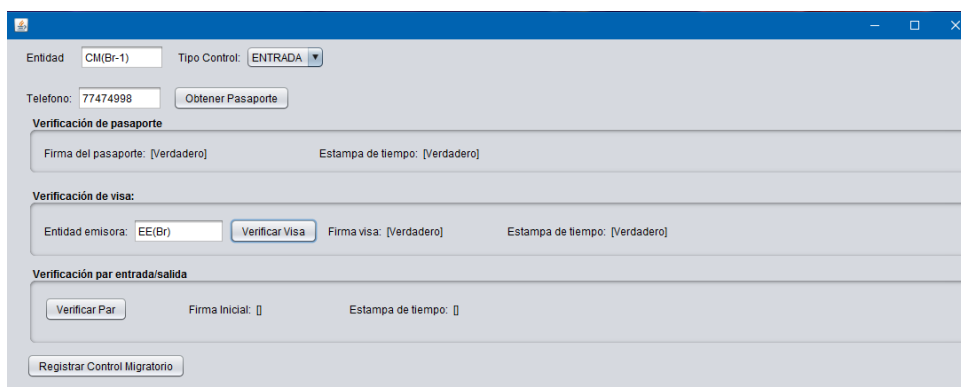 Entidad CM(Br-1) Tipo Control: ENTRADA
Telefono: 77474998 Obtener Pasaporte
Verificación de pasaporte
Firma del pasaporte: [Verdadero] Estampa de tiempo: [Verdadero]
Verificación de visa:
Entidad emisora: EE(Br) Verificar Visa Firma visa: [Verdadero] Estampa de tiempo: [Verdadero]
Verificación par entrada/salida
Verificar Par Firma Inicial: [] Estampa de tiempo: []
Registrar Control Migratorio